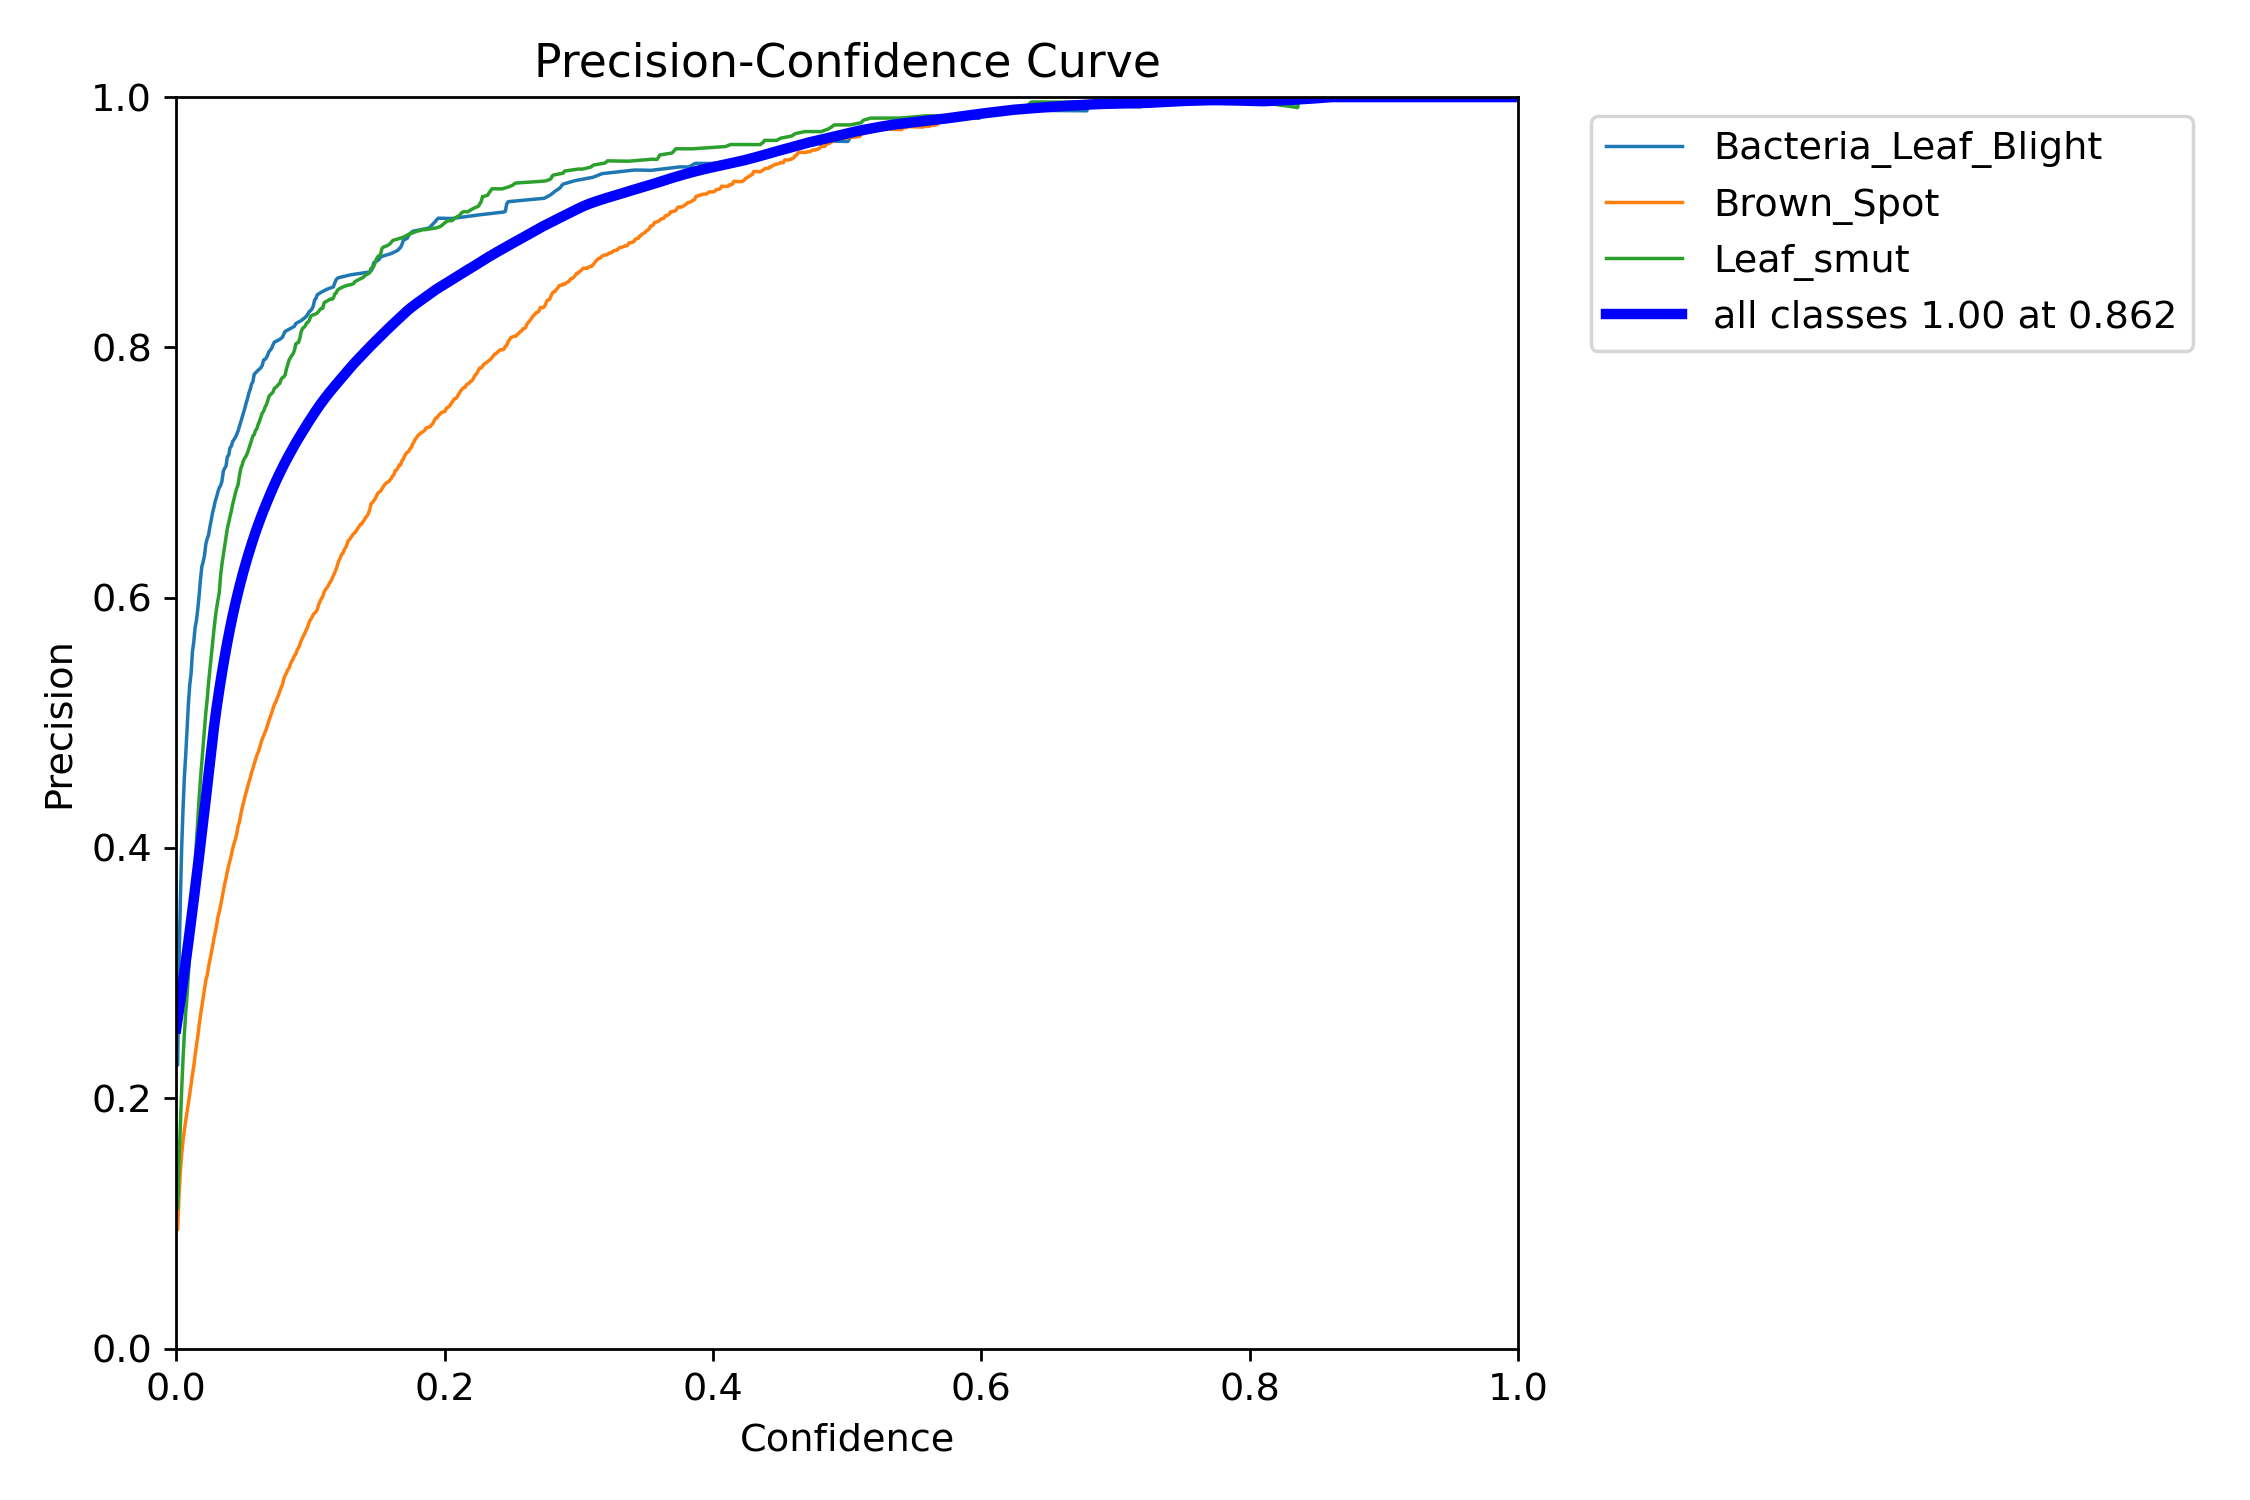 Precision-Confidence Curve
1.0
0.8
0.6
0.4
0.2
0.0
Precision
0.0 0.2 0.4 0.6 0.8 1.0
Confidence
Bacteria_Leaf_Blight
Brown_Spot
Leaf_smut
all classes 1.00 at 0.862